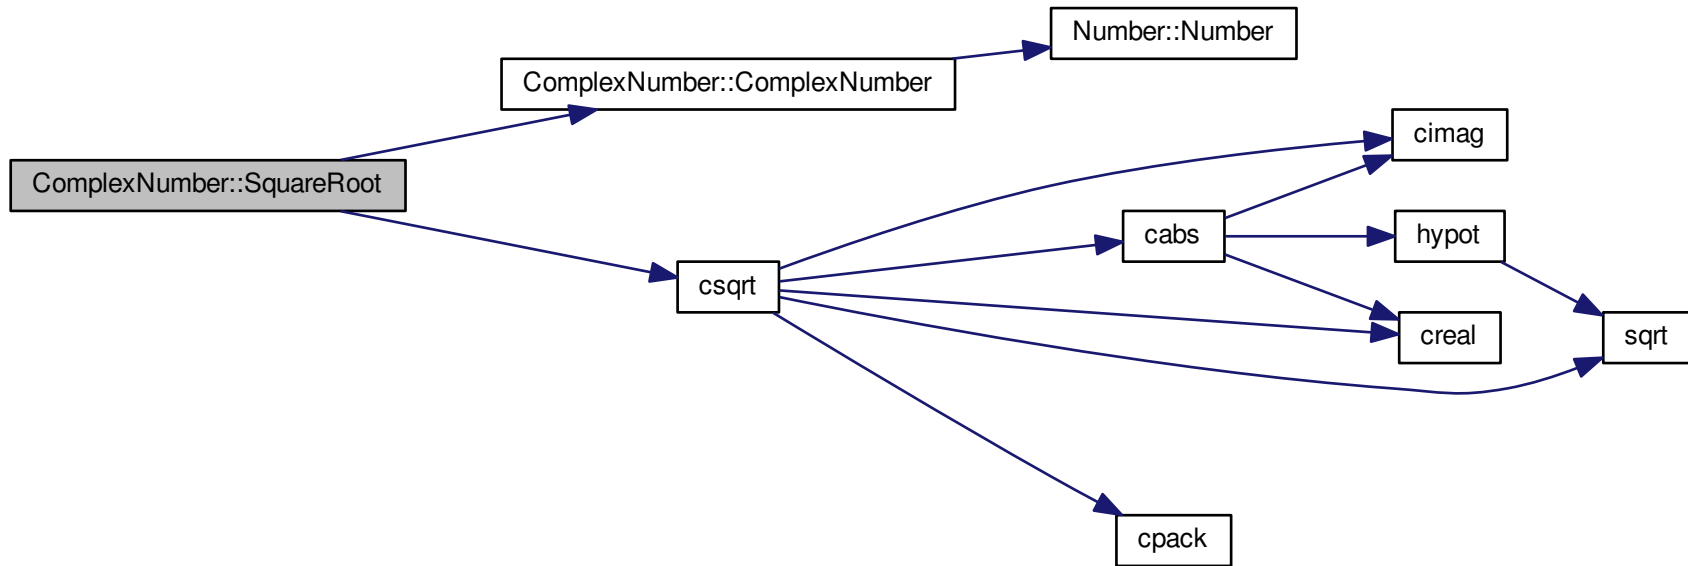 Number::Number
ComplexNumber::ComplexNumber
cimag
ComplexNumber::SquareRoot
cabs
hypot
csqrt
creal
sqrt
cpack